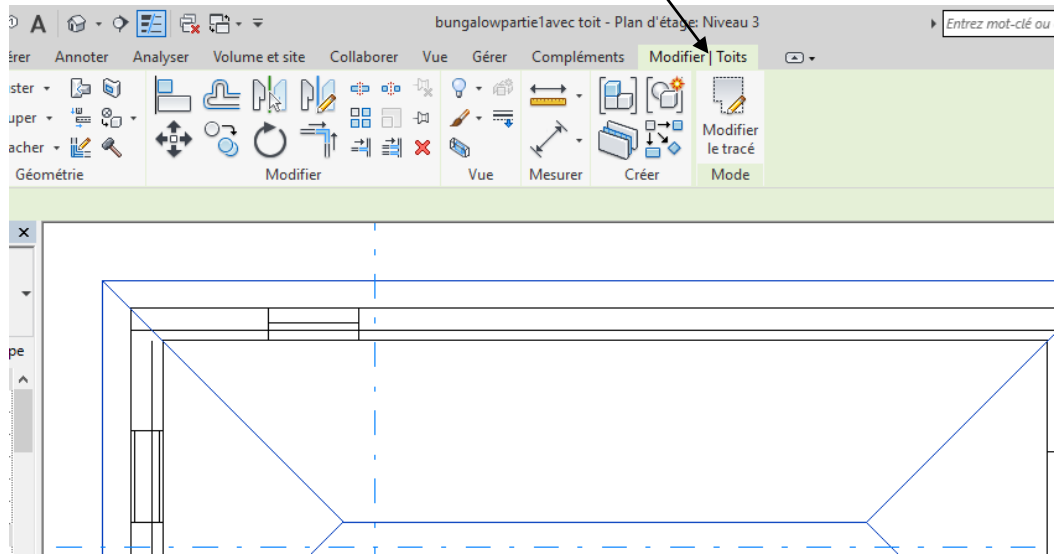 A bungalowpartie1avec toit - Plan d'étage: Niveau 3 Entrez mot-clé ou
érer Annoter Analyser Volume et site Collaborer Vue Gérer Compléments Modifier | Toits
ster
uper
acher
Modifier
le tracé
Géométrie Modifier Vue Mesurer Créer Mode
pe